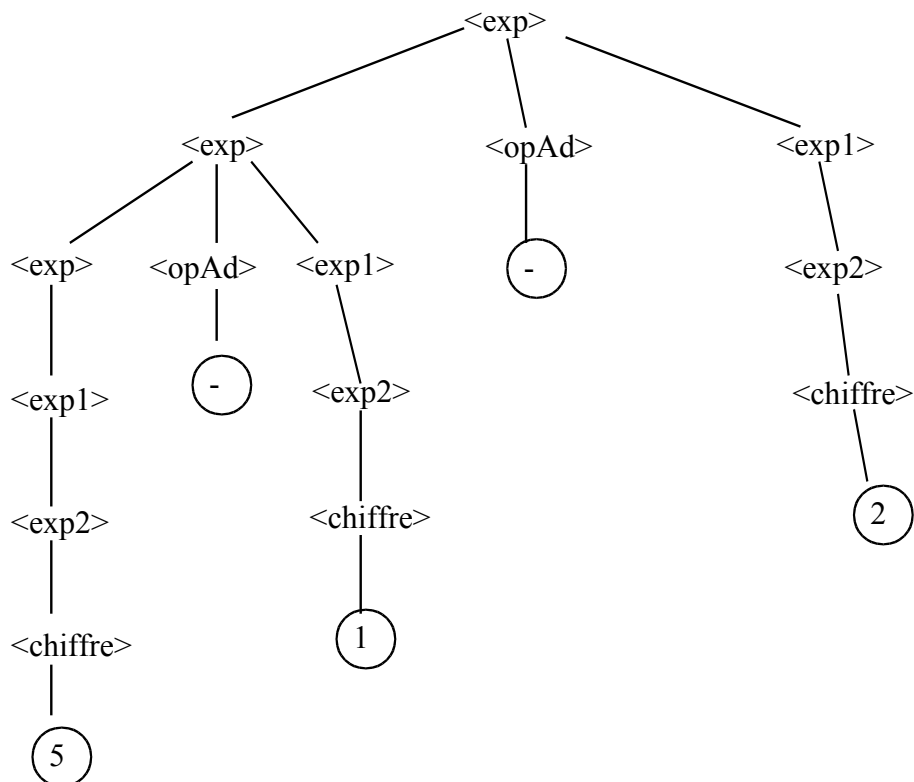 <exp>
<exp> <opAd> <exp1>
<exp> <opAd> <exp1> - <exp2>
<exp1> - <exp2> <chiffre>
<exp2> <chiffre> 2
<chiffre> 1
5